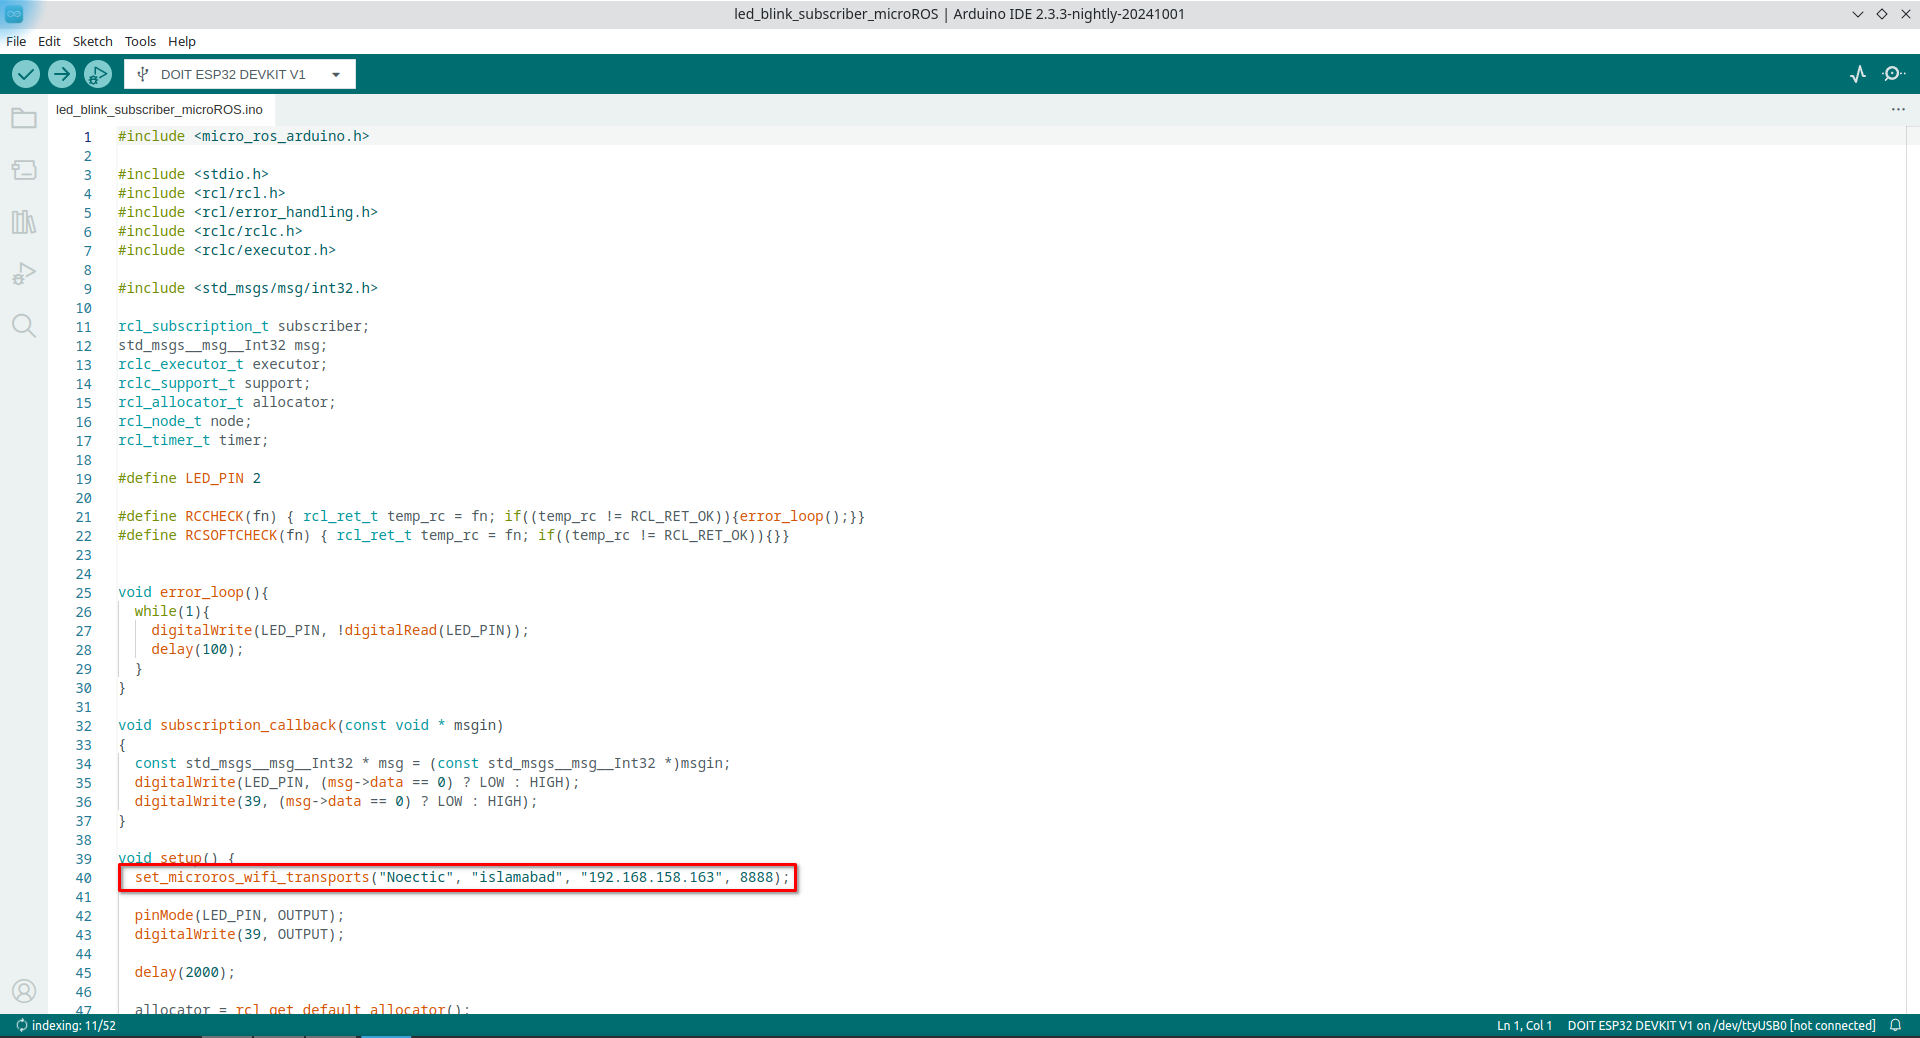 led_blink_subscriber_microROS | Arduino IDE 2.3.3-nightly-20241001
File Edit Sketch Tools Help
DOIT ESP32 DEVKIT V1
led_blink_subscriber_microROS.ino
1 #include <micro_ros_arduino.h>
2
3 #include <stdio.h>
4 #include <rcl/rcl.h>
5 #include <rcl/error_handling.h>
6 #include <rclc/rclc.h>
7 #include <rclc/executor.h>
8
9 #include <std_msgs/msg/int32.h>
10
11 rcl_subscription_t subscriber;
12 std_msgs__msg__Int32 msg;
13 rclc_executor_t executor;
14 rclc_support_t support;
15 rcl_allocator_t allocator;
16 rcl_node_t node;
17 rcl_timer_t timer;
18
19 #define LED_PIN 2
20
21 #define RCCHECK(fn) { rcl_ret_t temp_rc = fn; if((temp_rc != RCL_RET_OK)){error_loop();}}
22 #define RCSOFTCHECK(fn) { rcl_ret_t temp_rc = fn; if((temp_rc != RCL_RET_OK)){}}
23
24
25 void error_loop(){
26 while(1){
27 digitalWrite(LED_PIN, !digitalRead(LED_PIN));
28 delay(100);
29 }
30 }
31
32 void subscription_callback(const void * msgin)
33 {
34 const std_msgs__msg__Int32 * msg = (const std_msgs__msg__Int32 *)msgin;
35 digitalWrite(LED_PIN, (msg->data == 0) ? LOW : HIGH);
36 digitalWrite(39, (msg->data == 0) ? LOW : HIGH);
37 }
38
39 void setup() {
40 set_microros_wifi_transports("Noectic", "islamabad", "192.168.158.163", 8888);
41
42 pinMode(LED_PIN, OUTPUT);
43 digitalWrite(39, OUTPUT);
44
45 delay(2000);
46
47 allocator = rcl_get_default_allocator();
indexing: 11/52
Ln 1, Col 1 DOIT ESP32 DEVKIT V1 on /dev/ttyUSB0 [not connected]